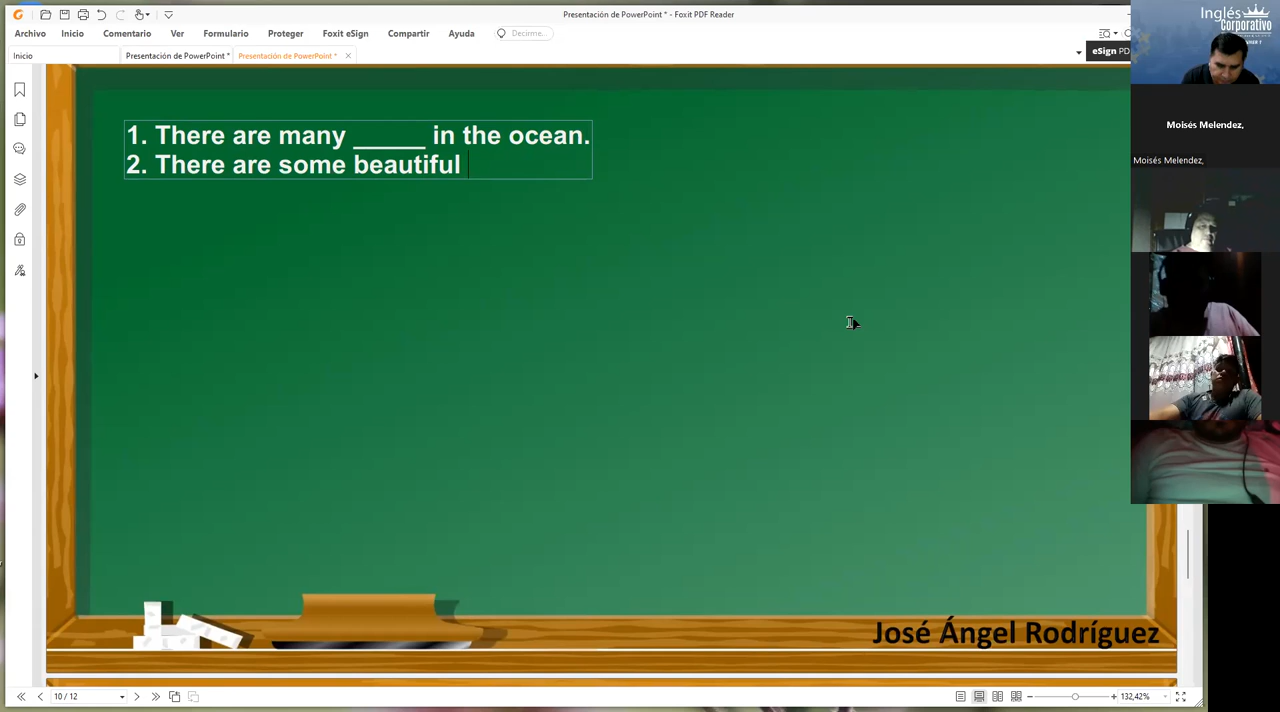 Presentación de PowerPoint * - Foxit PDF Reader
Archivo Inicio Comentario Ver Formulario Proteger Foxit eSign Compartir Ayuda Decirme...
Inicio Presentación de PowerPoint * Presentación de PowerPoint *
eSign PD
1. There are many _____ in the ocean.
2. There are some beautiful
José Ángel Rodríguez
10 / 12
132,42%
Inglés
Corporativo
Moisés Melendez,
Moisés Melendez,